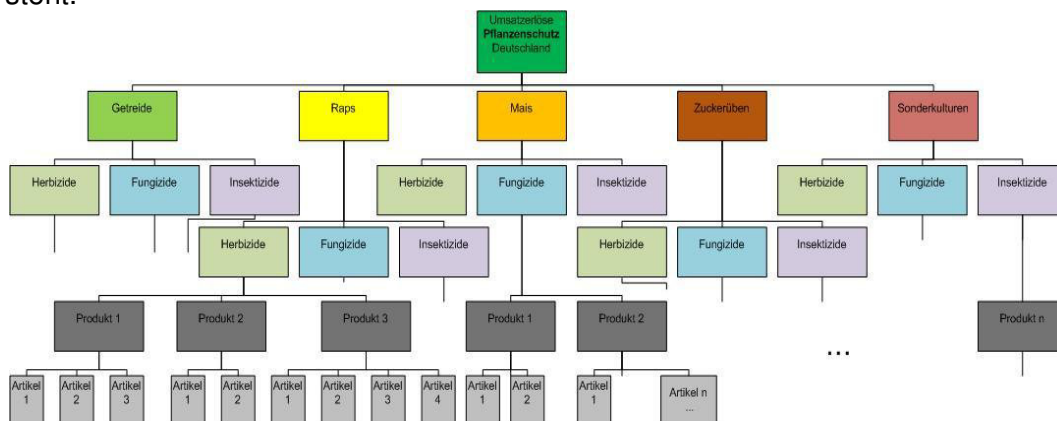 steht.
Umsatzerlöse
Pflanzenschutz
Deutschland
Getreide
Raps
Mais
Zuckerüben
Sonderkulturen
Herbizide
Fungizide
Insektizide
Herbizide
Fungizide
Insektizide
Herbizide
Fungizide
Insektizide
Herbizide
Fungizide
Insektizide
Herbizide
Fungizide
Insektizide
Produkt 1
Produkt 2
Produkt 3
Produkt 1
Produkt 2
...
Produkt n
Artikel
1
Artikel
2
Artikel
3
Artikel
1
Artikel
2
Artikel
1
Artikel
2
Artikel
3
Artikel
4
Artikel
1
Artikel
2
Artikel
1
Artikel n
...